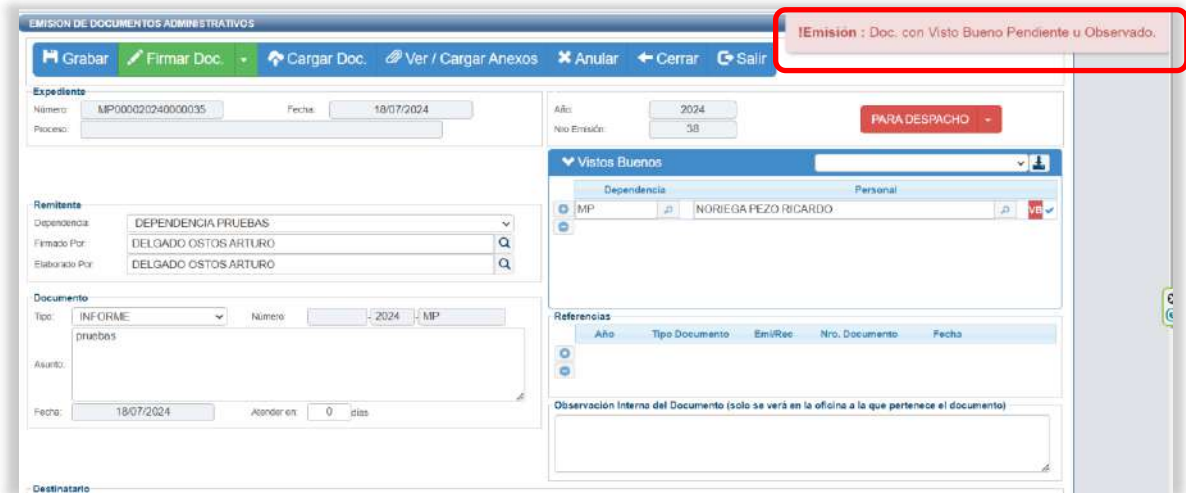 EMISION DE DOCUMENTOS ADMINISTRATIVOS
!Emisión : Doc. con Visto Bueno Pendiente u Observado.
Grabar Firmar Doc. Cargar Doc. Ver / Cargar Anexos Anular Cerrar Salir
Expediente
Número: MP000020240000035 Fecha: 18/07/2024
Proceso:
Año: 2024
Nro Emisión: 38
PARA DESPACHO
Vistos Buenos
Dependencia Personal
MP NORIEGA PEZO RICARDO VB
Remitente
Dependencia: DEPENDENCIA PRUEBAS
Firmado Por: DELGADO OSTOS ARTURO
Elaborado Por: DELGADO OSTOS ARTURO
Documento
Tipo: INFORME Número - 2024 - MP
Asunto: pruebas
Fecha: 18/07/2024 Atender en: 0 días
Referencias
Año Tipo Documento Emi/Rec Nro. Documento Fecha
Observación Interna del Documento (solo se verá en la oficina a la que pertenece el documento)
Destinatario